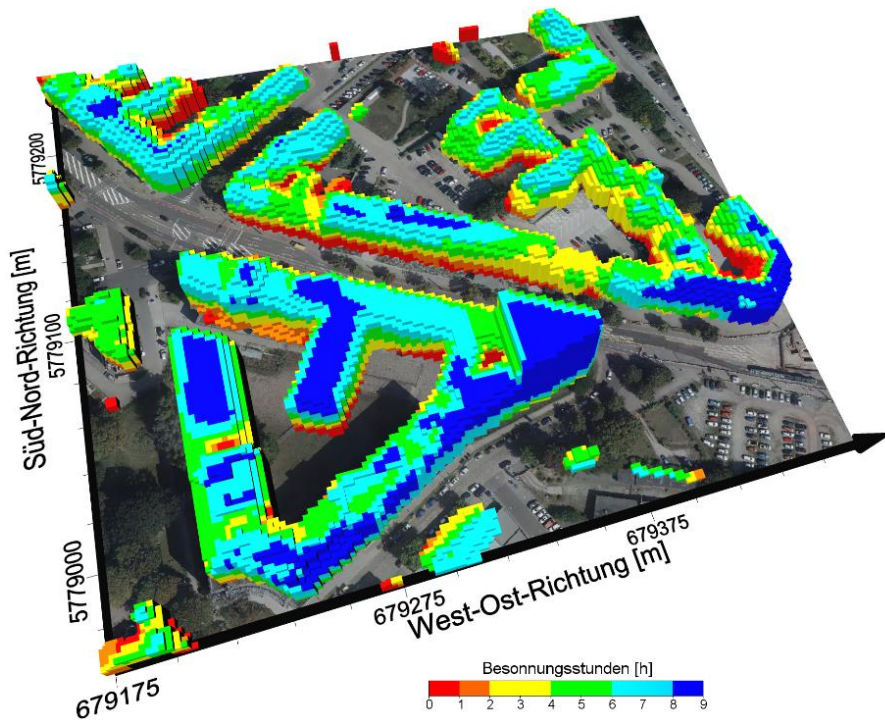 5779200
5779100
Süd-Nord-Richtung [m]
5779000
679375
679275
West-Ost-Richtung [m]
679175
Besonnungsstunden [h]
0 1 2 3 4 5 6 7 8 9